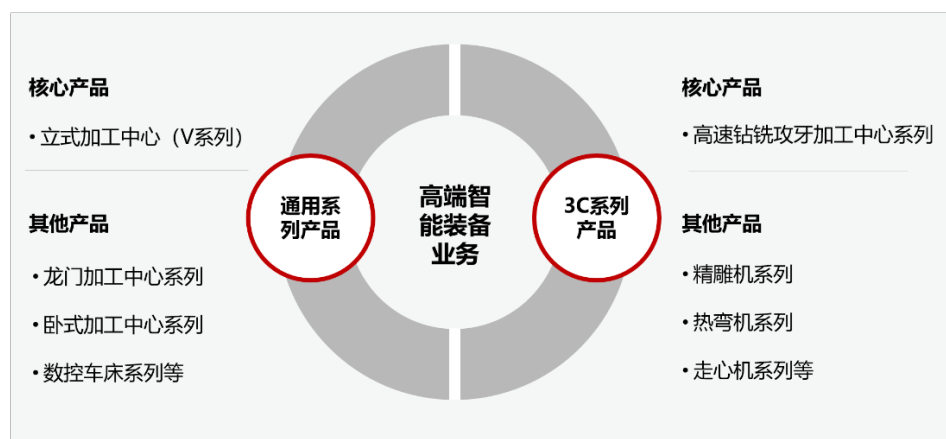 核心产品
• 立式加工中心（V系列）
其他产品
• 龙门加工中心系列
• 卧式加工中心系列
• 数控车床系列等
通用系
列产品
高端智
能装备
业务
3C系列
产品
核心产品
• 高速钻铣攻牙加工中心系列
其他产品
• 精雕机系列
• 热弯机系列
• 走心机系列等